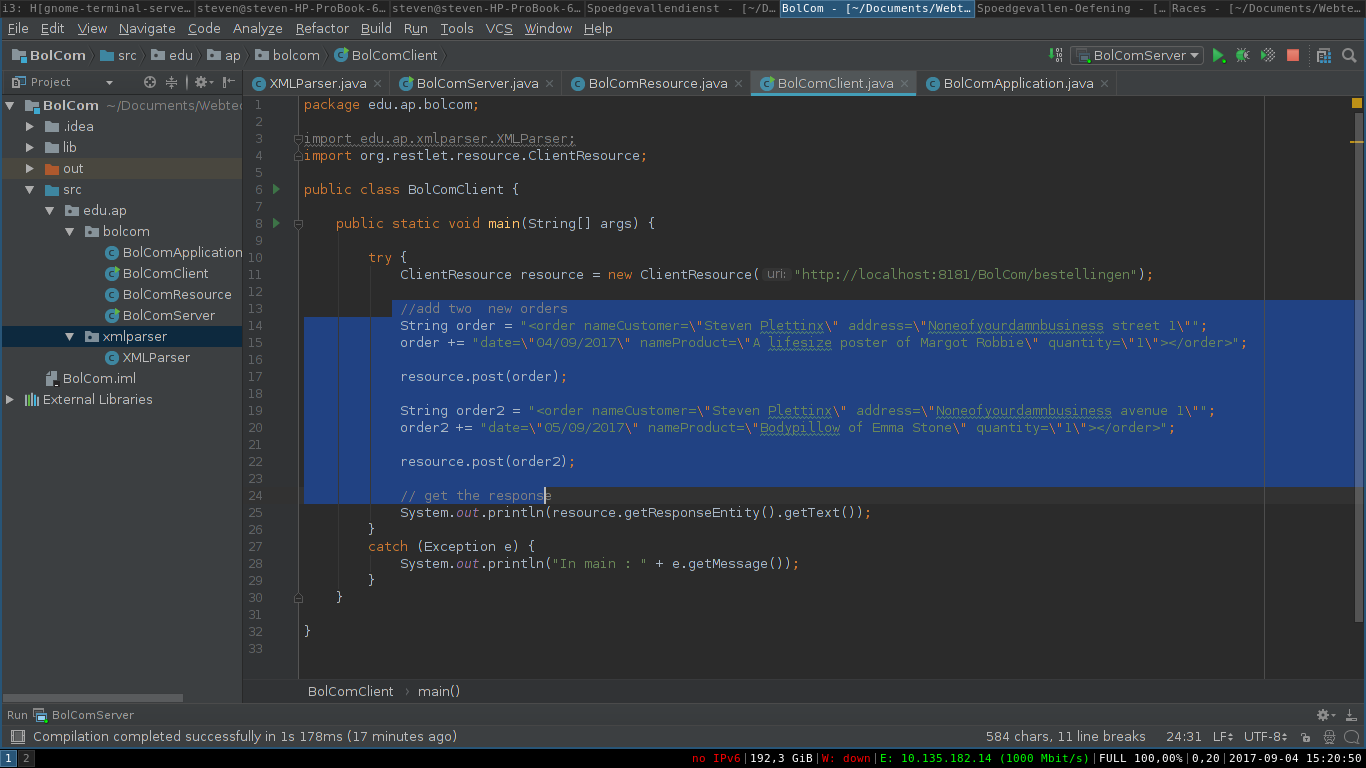 i3: H[gnome-terminal-serve… steven@steven-HP-ProBook-6… steven@steven-HP-ProBook-6… Spoedgevallendienst - [~/D… BolCom - [~/Documents/Webt… Spoedgevallen-Oefening - [… Races - [~/Documents/Webte…
File Edit View Navigate Code Analyze Refactor Build Run Tools VCS Window Help
BolCom src edu ap bolcom BolComClient BolComServer
Project XMLParser.java BolComServer.java BolComResource.java BolComClient.java BolComApplication.java
BolCom ~/Documents/Webtec
.idea
lib
out
src
edu.ap
bolcom
BolComApplication
BolComClient
BolComResource
BolComServer
xmlparser
XMLParser
BolCom.iml
External Libraries
1 package edu.ap.bolcom;
2
3 import edu.ap.xmlparser.XMLParser;
4 import org.restlet.resource.ClientResource;
5
6 public class BolComClient {
7
8 public static void main(String[] args) {
9
10 try {
11 ClientResource resource = new ClientResource( uri: "http://localhost:8181/BolCom/bestellingen");
12
13 //add two  new orders
14 String order = "<order nameCustomer=\"Steven Plettinx\" address=\"Noneofyourdamnbusiness street 1\"";
15 order += "date=\"04/09/2017\" nameProduct=\"A lifesize poster of Margot Robbie\" quantity=\"1\"></order>";
16
17 resource.post(order);
18
19 String order2 = "<order nameCustomer=\"Steven Plettinx\" address=\"Noneofyourdamnbusiness avenue 1\"";
20 order2 += "date=\"05/09/2017\" nameProduct=\"Bodypillow of Emma Stone\" quantity=\"1\"></order>";
21
22 resource.post(order2);
23
24 // get the response
25 System.out.println(resource.getResponseEntity().getText());
26 }
27 catch (Exception e) {
28 System.out.println("In main : " + e.getMessage());
29 }
30 }
31
32 }
33
BolComClient › main()
Run BolComServer
Compilation completed successfully in 1s 178ms (17 minutes ago) 584 chars, 11 line breaks 24:31 LF÷ UTF-8÷
1 2 no IPv6|192,3 GiB|W: down|E: 10.135.182.14 (1000 Mbit/s)|FULL 100,00%|0,20|2017-09-04 15:20:50